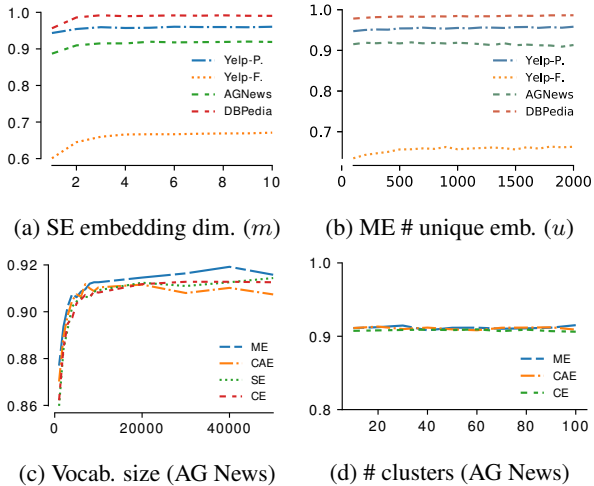 1.0
0.9
0.8
0.7
0.6
2
4
6
8
10
Yelp-P.
Yelp-F.
AGNews
DBPedia
(a) SE embedding dim. (m)
1.0
0.9
0.8
0.7
500
1000
1500
2000
Yelp-P.
Yelp-F.
AGNews
DBPedia
(b) ME # unique emb. (u)
0.92
0.90
0.88
0.86
0
20000
40000
ME
CAE
SE
CE
(c) Vocab. size (AG News)
1.0
0.9
0.8
20
40
60
80
100
ME
CAE
CE
(d) # clusters (AG News)